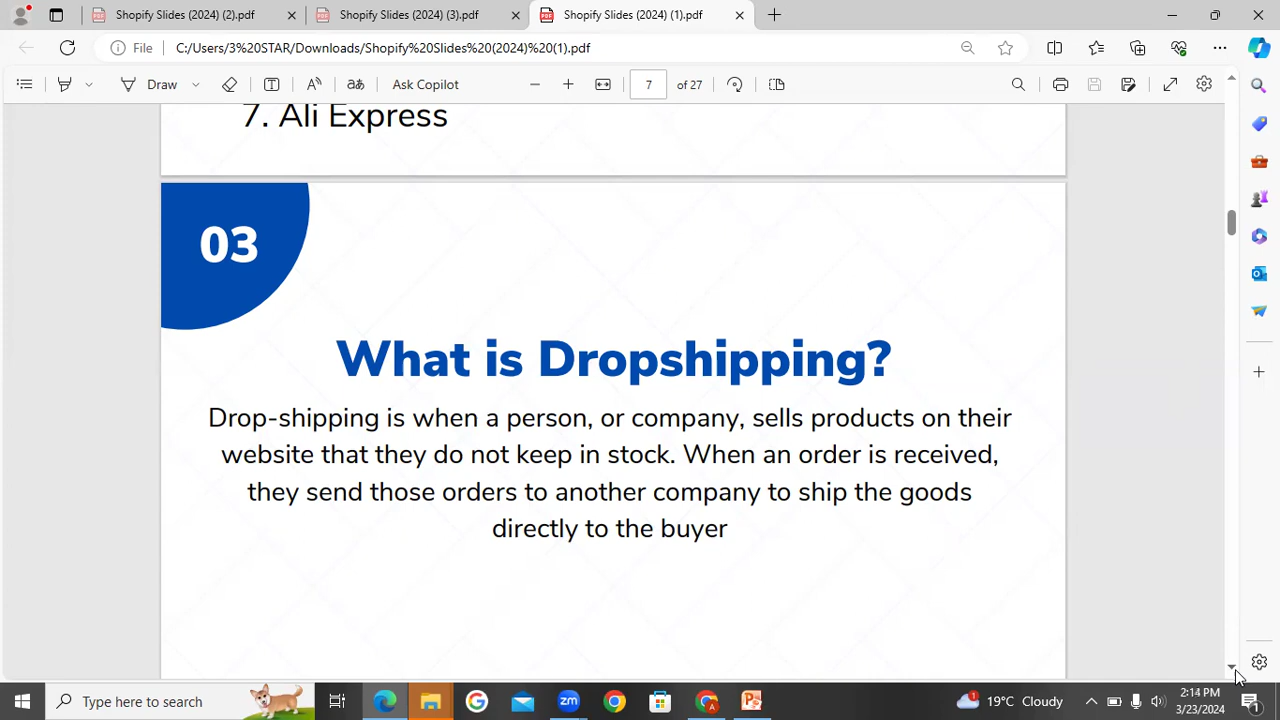 Shopify Slides (2024) (2).pdf
Shopify Slides (2024) (3).pdf
Shopify Slides (2024) (1).pdf
File
C:/Users/3%20STAR/Downloads/Shopify%20Slides%20(2024)%20(1).pdf
Draw
Ask Copilot
7 of 27
7. Ali Express
03
What is Dropshipping?
Drop-shipping is when a person, or company, sells products on their
website that they do not keep in stock. When an order is received,
they send those orders to another company to ship the goods
directly to the buyer
Type here to search
19°C Cloudy
2:14 PM
3/23/2024